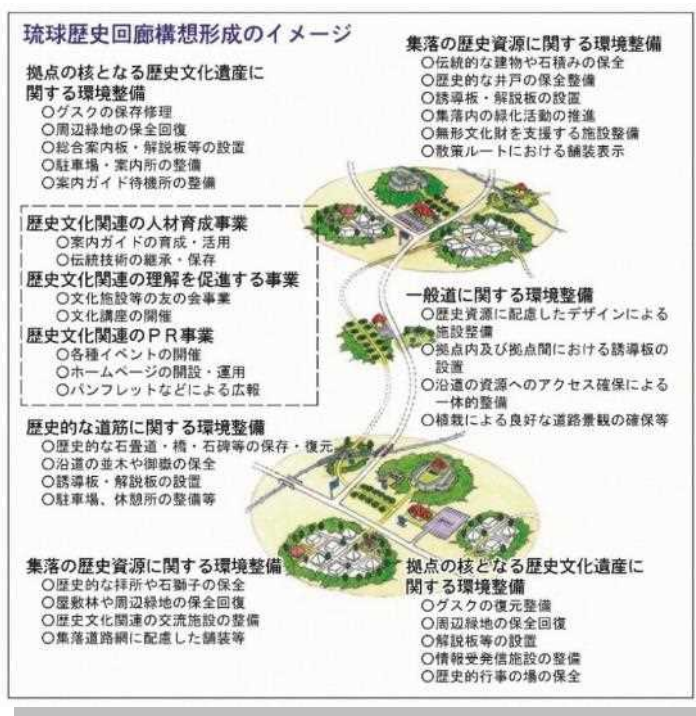 琉球歴史回廊構想形成のイメージ
拠点の核となる歴史文化遺産に
関する環境整備
○グスクの保存修理
○周辺緑地の保全回復
○総合案内板・解説板等の設置
○駐車場・案内所の整備
○案内ガイド待機所の整備
集落の歴史資源に関する環境整備
○伝統的な建物や石積みの保全
○歴史的な井戸の保全整備
○誘導板・解説板の設置
○集落内の緑化活動の推進
○無形文化財を支援する施設整備
○散策ルートにおける舗装表示
歴史文化関連の人材育成事業
○案内ガイドの育成・活用
○伝統技術の継承・保存
歴史文化関連の理解を促進する事業
○文化施設等の友の会事業
○文化講座の開催
歴史文化関連のＰＲ事業
○各種イベントの開催
○ホームページの開設・運用
○パンフレットなどによる広報
一般道に関する環境整備
○歴史資源に配慮したデザインによる
施設整備
○拠点内及び拠点間における誘導板の
設置
○沿道の資源へのアクセス確保による
一体的整備
○植栽による良好な道路景観の確保等
歴史的な道筋に関する環境整備
○歴史的な石畳道・橋・石碑等の保存・復元
○沿道の並木や御嶽の保全
○誘導板・解説板の設置
○駐車場、休憩所の整備等
集落の歴史資源に関する環境整備
○歴史的な拝所や石獅子の保全
○屋敷林や周辺緑地の保全回復
○歴史文化関連の交流施設の整備
○集落道路網に配慮した舗装等
拠点の核となる歴史文化遺産に
関する環境整備
○グスクの復元整備
○周辺緑地の保全回復
○解説板等の設置
○情報受発信施設の整備
○歴史的行事の場の保全